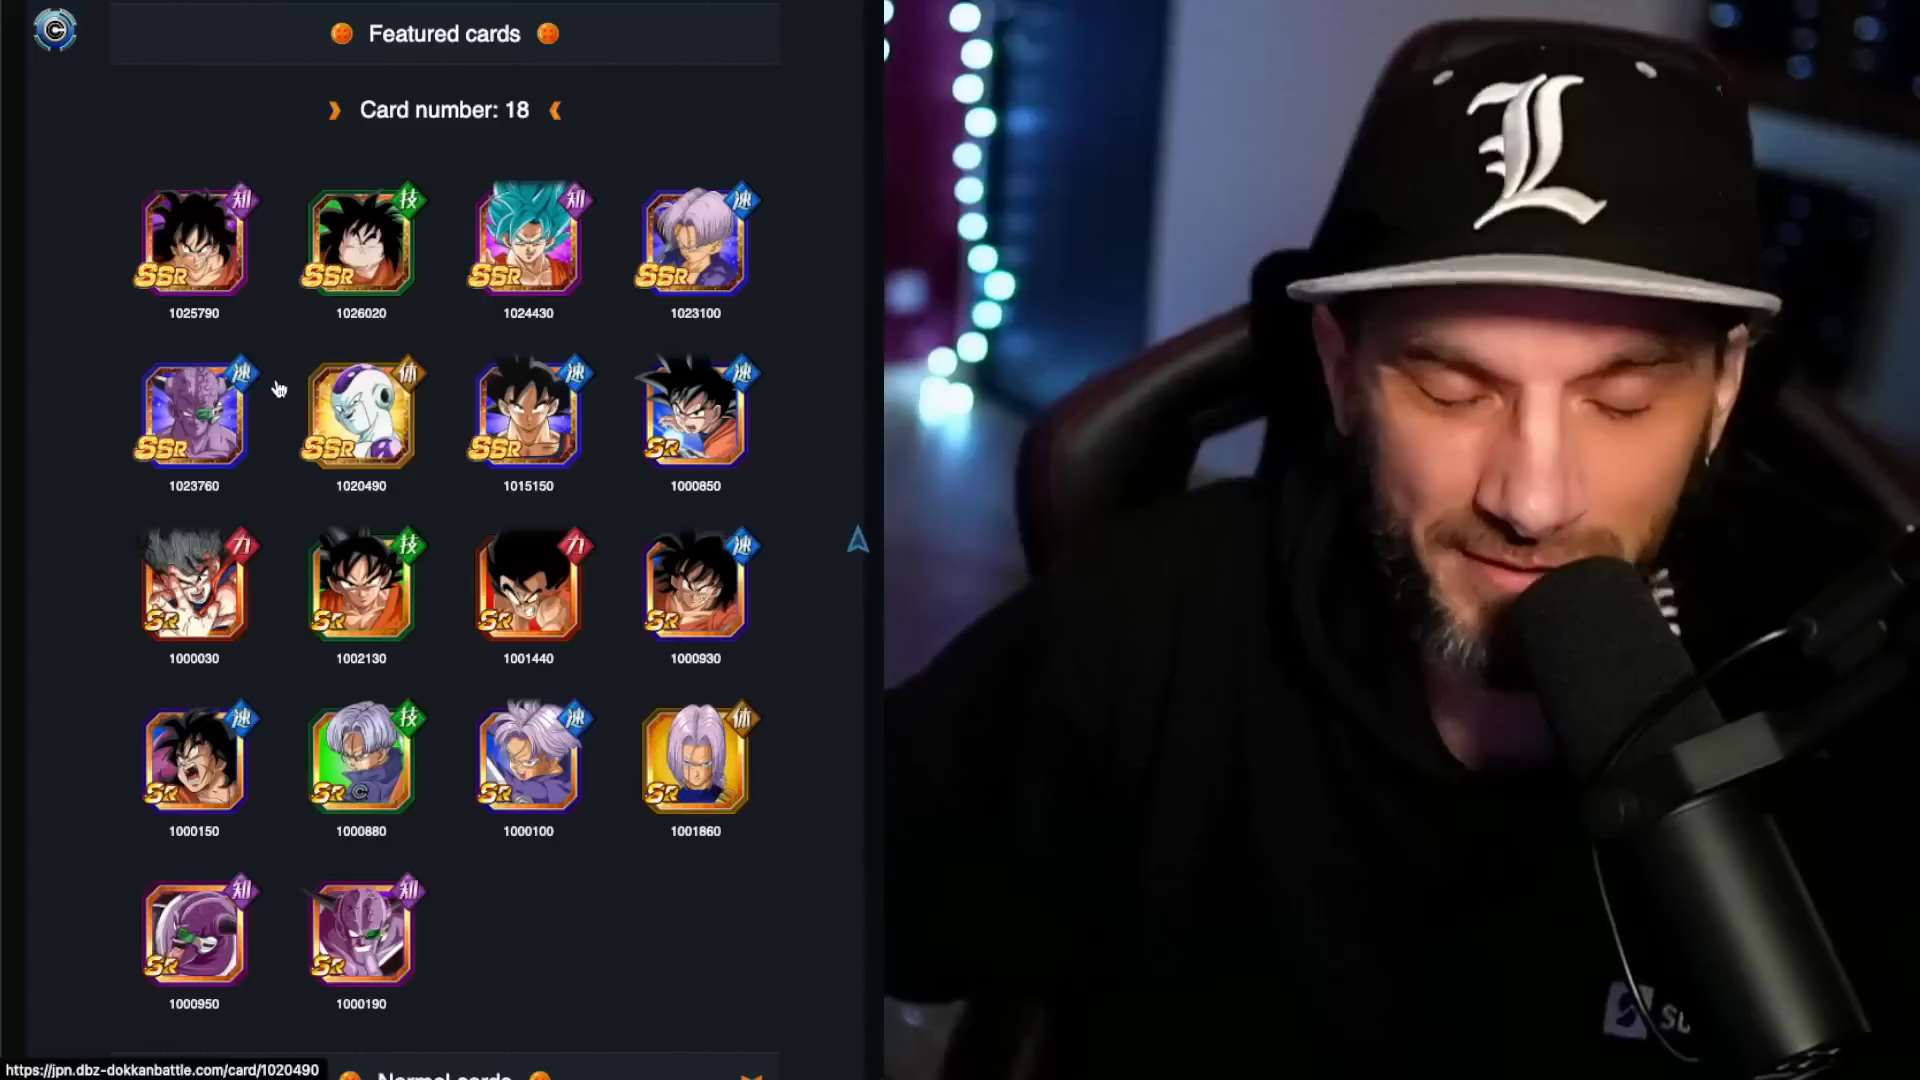 Featured cards
Card number: 18
知 技 知 速
SSR SSR SSR SSR
1025790 1026020 1024430 1023100
速 体 速 速
SSR SSR SSR SR
1023760 1020490 1015150 1000850
力 技 力 速
SR SR SR SR
1000030 1002130 1001440 1000930
速 技 速 体
SR SR SR SR
1000150 1000880 1000100 1001860
知 知
SR SR
1000950 1000190
Normal cards
https://jpn.dbz-dokkanbattle.com/card/1020490
L